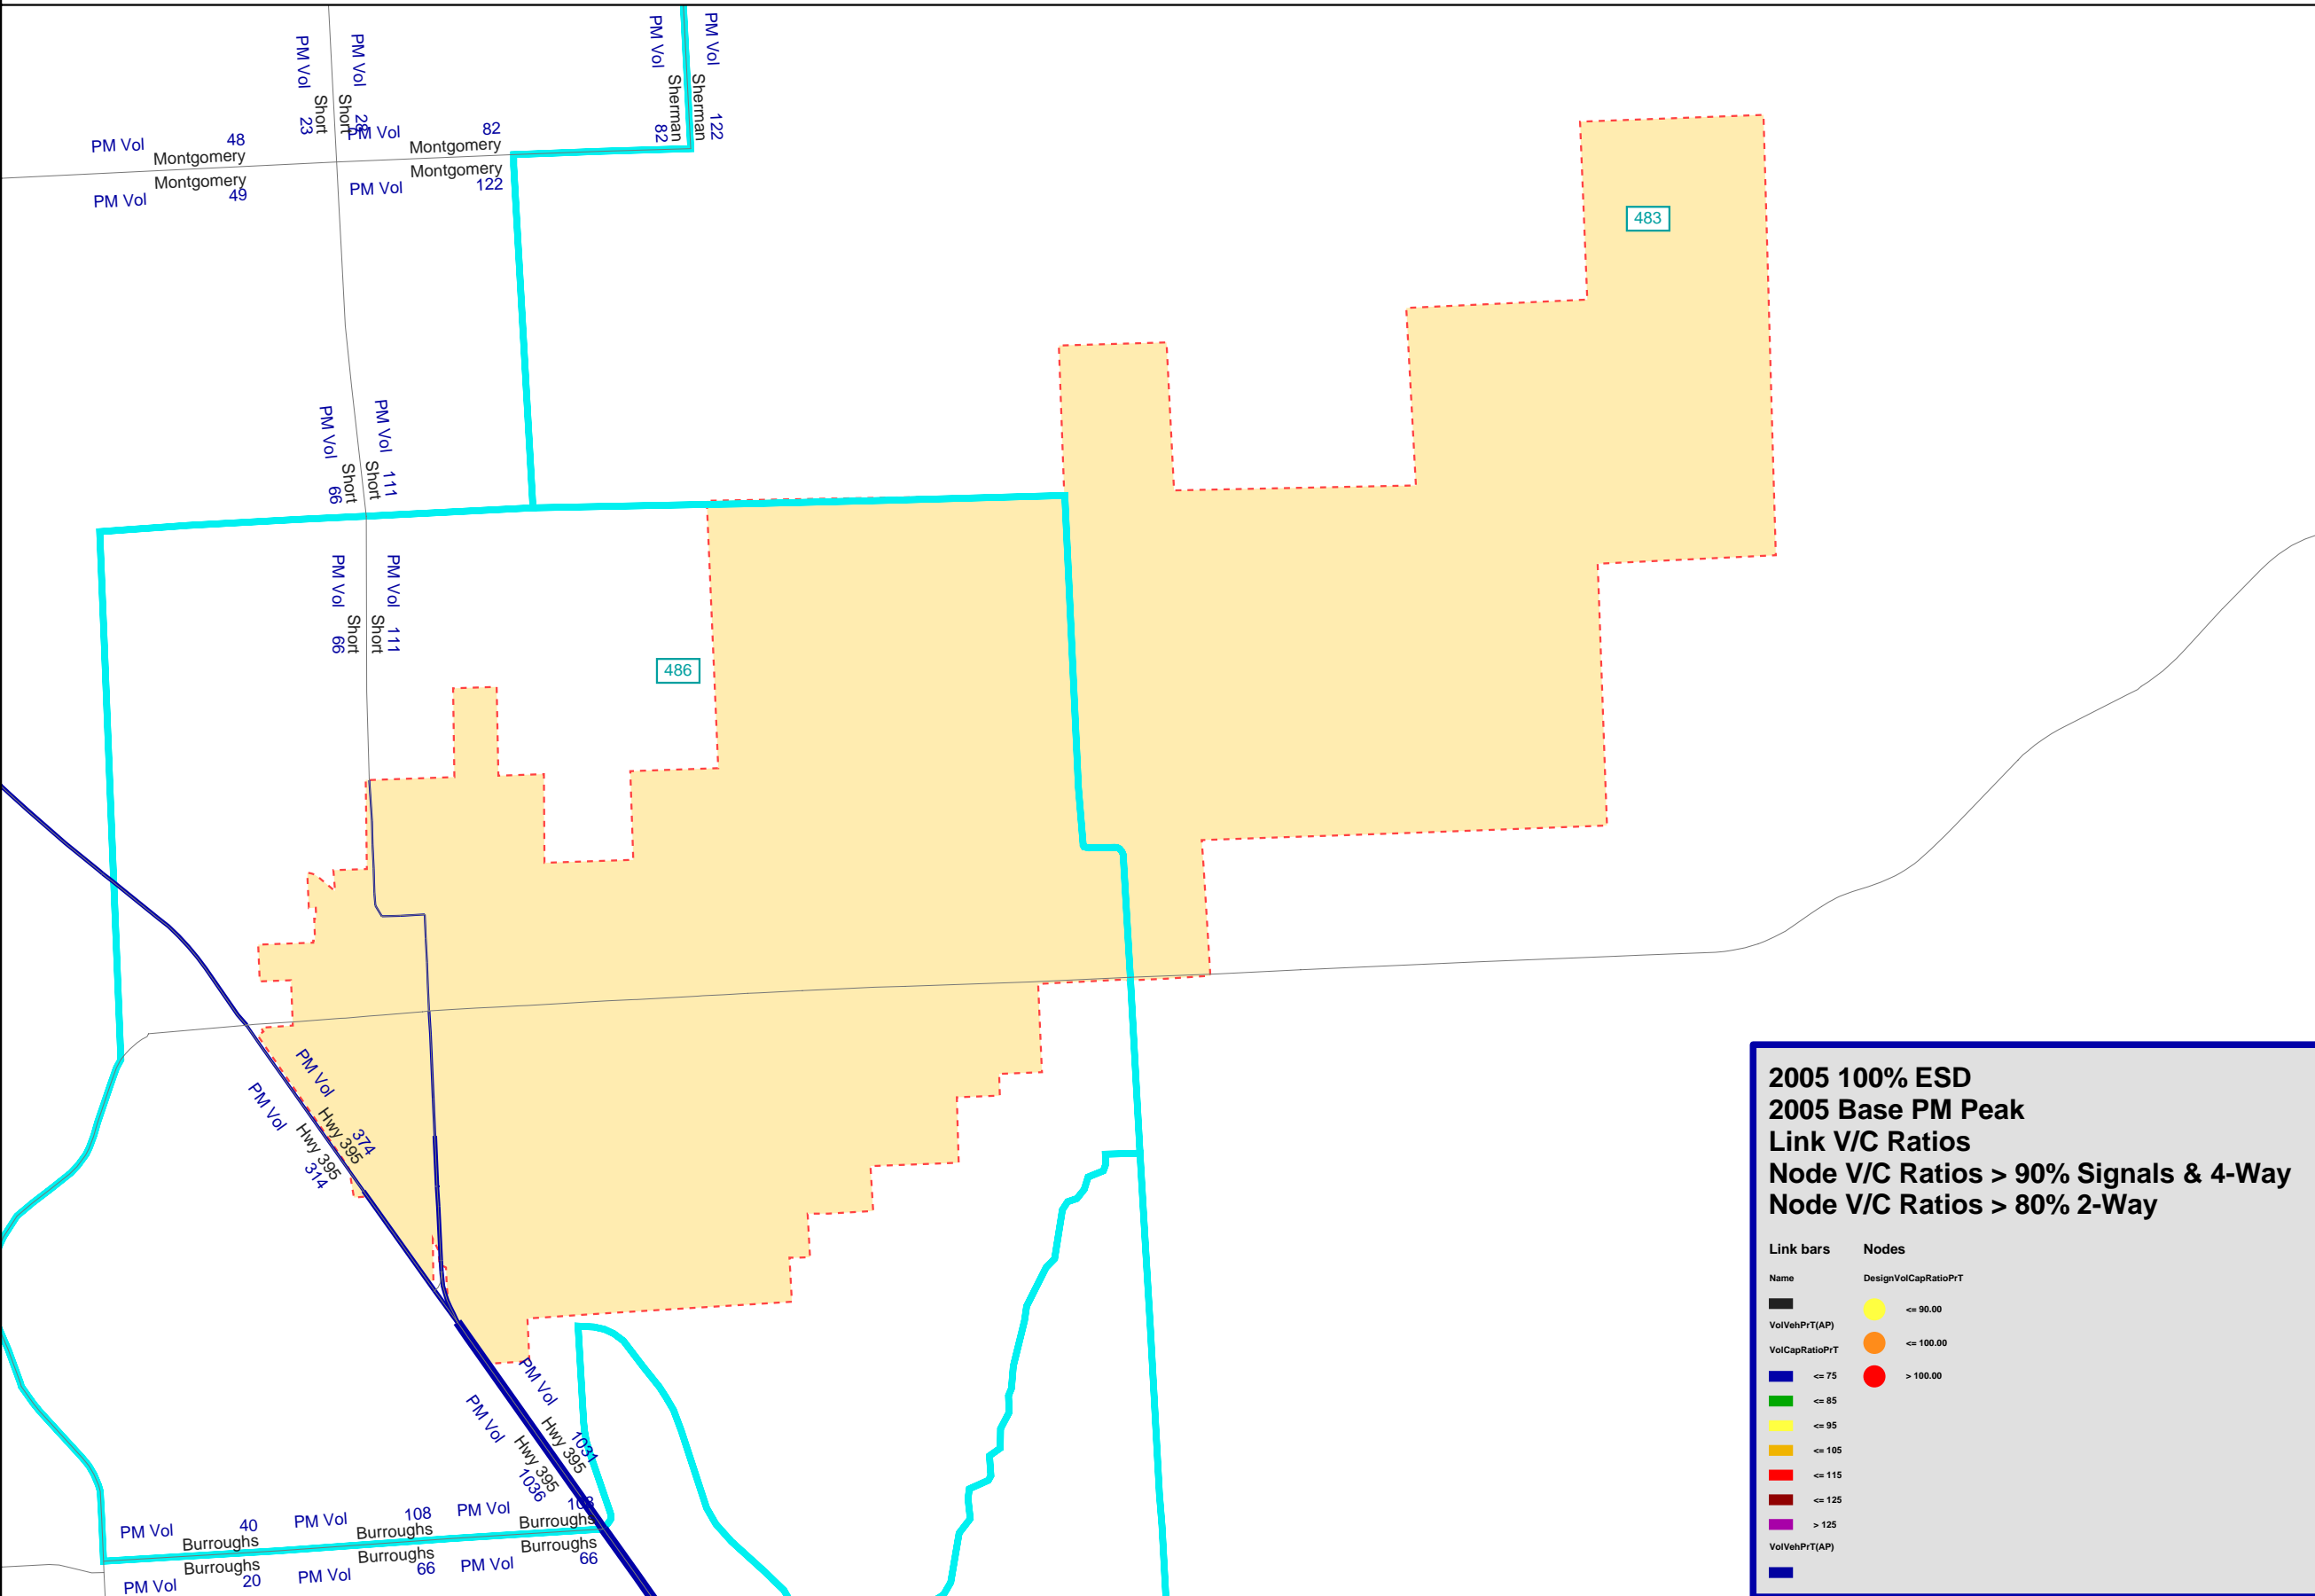 PM Vol
PM Vol
Short
Short
23
28
PM Vol
PM Vol
Sherman
Sherman
82
122
PM Vol 48
Montgomery
Montgomery
PM Vol 49
PM Vol 82
Montgomery
Montgomery
PM Vol 122
483
PM Vol
PM Vol
Short
Short
66
111
PM Vol
PM Vol
Short
Short
66
111
486
PM Vol
Hwy 395
374
PM Vol
Hwy 395
314
PM Vol
Hwy 395
1031
PM Vol
Hwy 395
1036
PM Vol 40
Burroughs
Burroughs
PM Vol 20
PM Vol 108
Burroughs
Burroughs
PM Vol 66
PM Vol
Burroughs
Burroughs
PM Vol 66
2005 100% ESD
2005 Base PM Peak
Link V/C Ratios
Node V/C Ratios > 90% Signals & 4-Way
Node V/C Ratios > 80% 2-Way
Link bars
Name
VolVehPrT(AP)
VolCapRatioPrT
<= 75
<= 85
<= 95
<= 105
<= 115
<= 125
> 125
VolVehPrT(AP)
Nodes
DesignVolCapRatioPrT
<= 90.00
<= 100.00
> 100.00